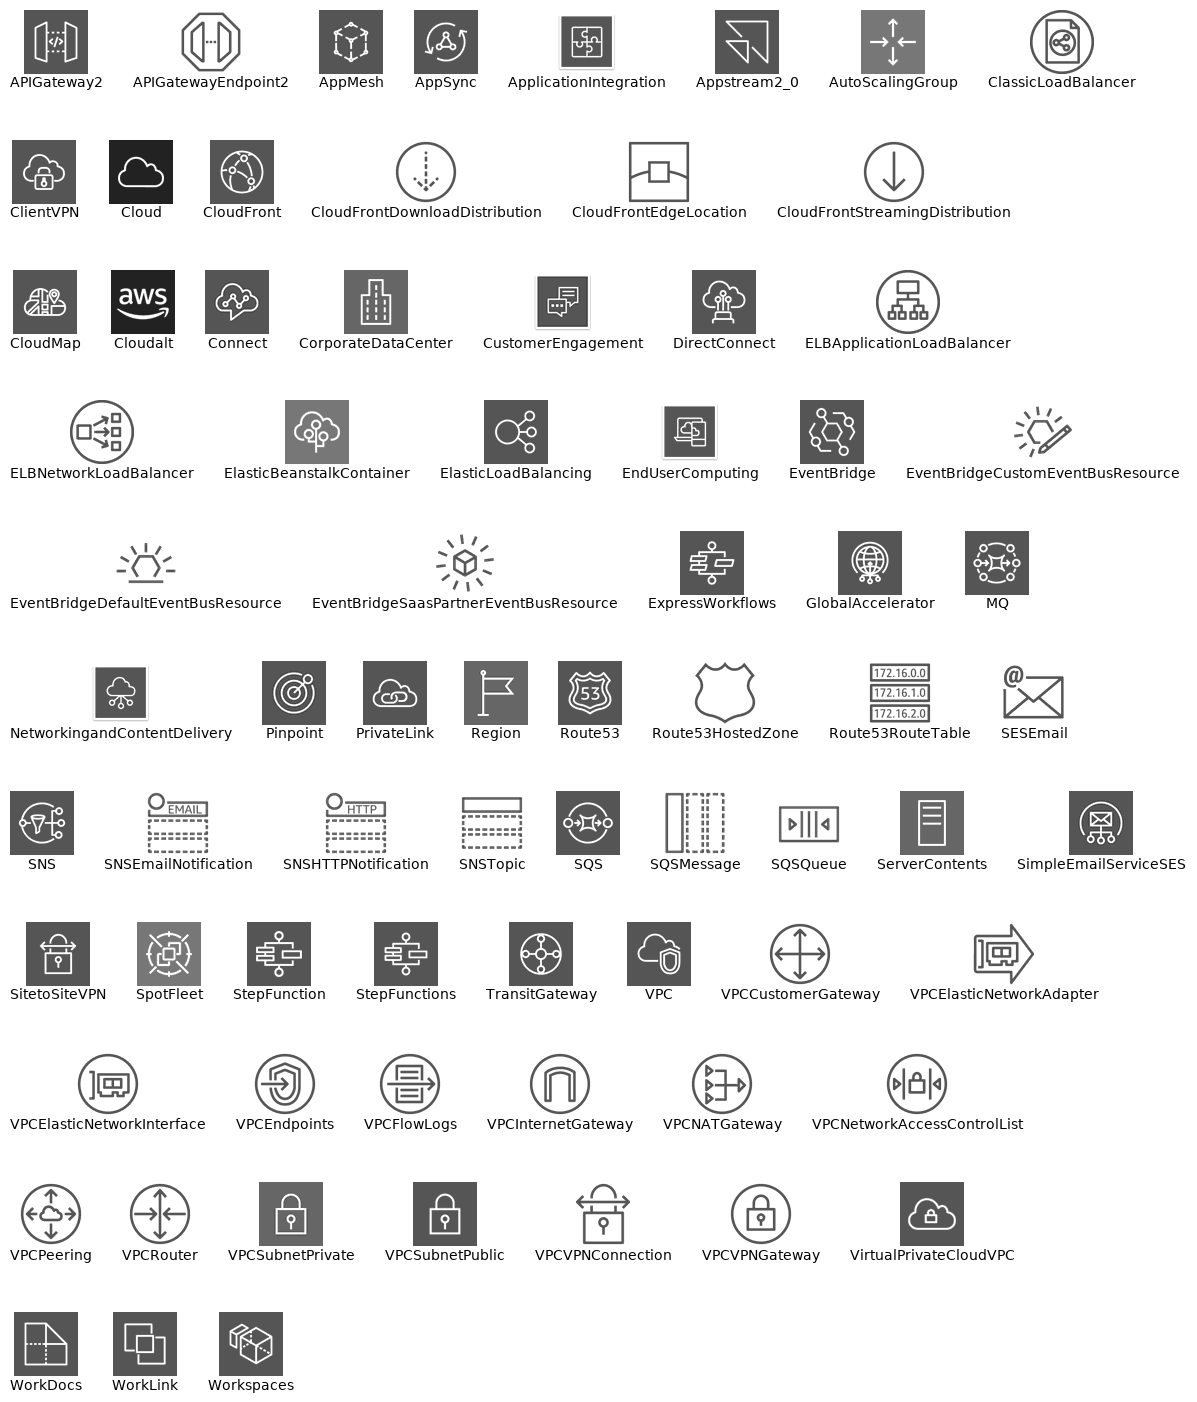 APIGateway2 APIGatewayEndpoint2 AppMesh AppSync ApplicationIntegration Appstream2_0 AutoScalingGroup ClassicLoadBalancer
ClientVPN Cloud CloudFront CloudFrontDownloadDistribution CloudFrontEdgeLocation CloudFrontStreamingDistribution
aws
CloudMap Cloudalt Connect CorporateDataCenter CustomerEngagement DirectConnect ELBApplicationLoadBalancer
ELBNetworkLoadBalancer ElasticBeanstalkContainer ElasticLoadBalancing EndUserComputing EventBridge EventBridgeCustomEventBusResource
EventBridgeDefaultEventBusResource EventBridgeSaasPartnerEventBusResource ExpressWorkflows GlobalAccelerator MQ
53
172.16.0.0
172.16.1.0
172.16.2.0
@
NetworkingandContentDelivery Pinpoint PrivateLink Region Route53 Route53HostedZone Route53RouteTable SESEmail
EMAIL HTTP
SNS SNSEmailNotification SNSHTTPNotification SNSTopic SQS SQSMessage SQSQueue ServerContents SimpleEmailServiceSES
SitetoSiteVPN SpotFleet StepFunction StepFunctions TransitGateway VPC VPCCustomerGateway VPCElasticNetworkAdapter
VPCElasticNetworkInterface VPCEndpoints VPCFlowLogs VPCInternetGateway VPCNATGateway VPCNetworkAccessControlList
VPCPeering VPCRouter VPCSubnetPrivate VPCSubnetPublic VPCVPNConnection VPCVPNGateway VirtualPrivateCloudVPC
WorkDocs WorkLink Workspaces